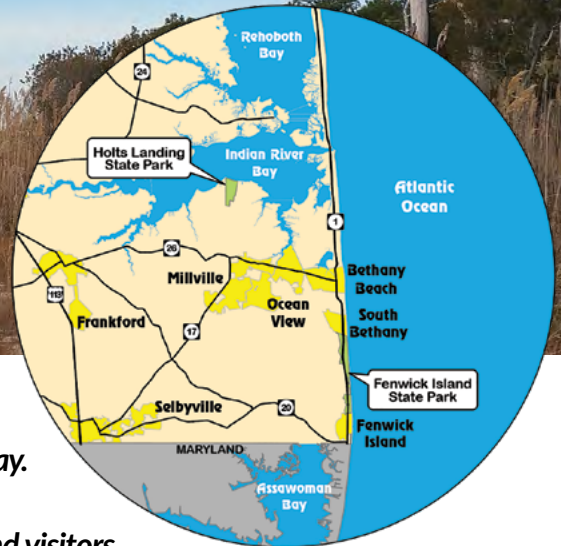 Rehoboth
Bay
24
Holts Landing
State Park
Indian River
Bay
Atlantic
Ocean
1
26
Millville
Bethany
Beach
Ocean
View
South
Bethany
113
Frankford
17
Fenwick Island
State Park
Selbyville
20
Fenwick
Island
MARYLAND
Assawoman
Bay
ay.
nd visitors